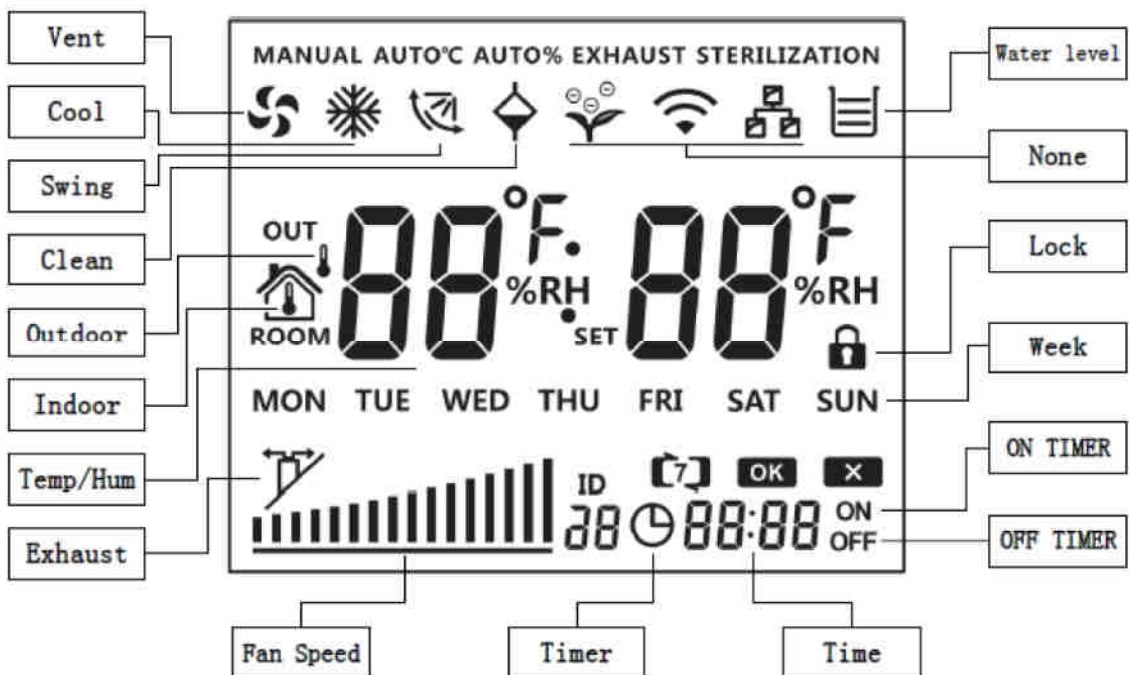 Vent
Cool
Swing
Clean
Outdoor
Indoor
Temp/Hum
Exhaust
MANUAL AUTO°C AUTO% EXHAUST STERILIZATION
OUT
88°F.
88°F
%RH
%RH
ROOM
SET
MON TUE WED THU FRI SAT SUN
7 OK X
ID
88 88:88 ON
OFF
Water level
None
Lock
Week
ON TIMER
OFF TIMER
Fan Speed
Timer
Time